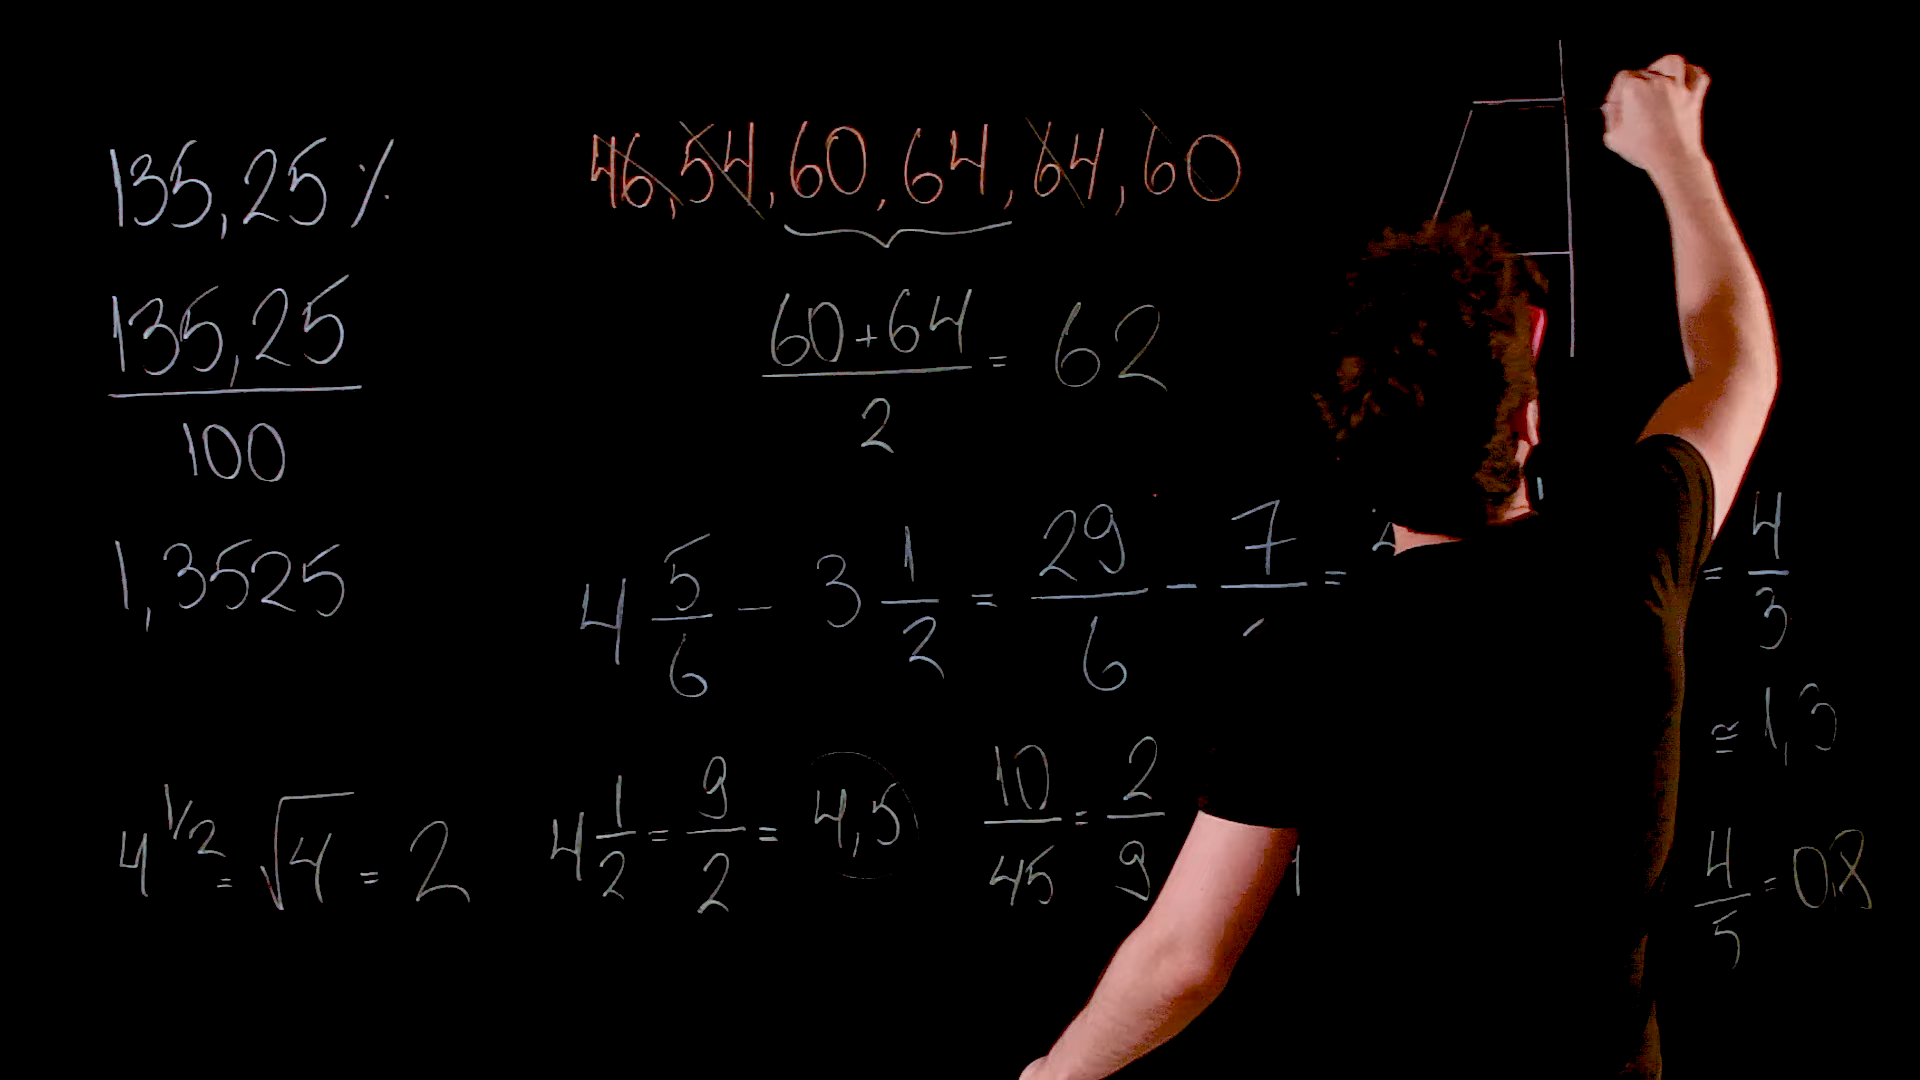 135,25%
135,25
100
1,3525
4^1/2 = √4 = 2
46, 54, 60, 64, 64, 60
60+64
2
= 62
4 5/6 - 3 1/2 = 29/6 - 7/ =
= 4/3
≅ 1,3
4 1/2 = 9/2 = 4,5
10/45 = 2/9
4/5 = 0,8